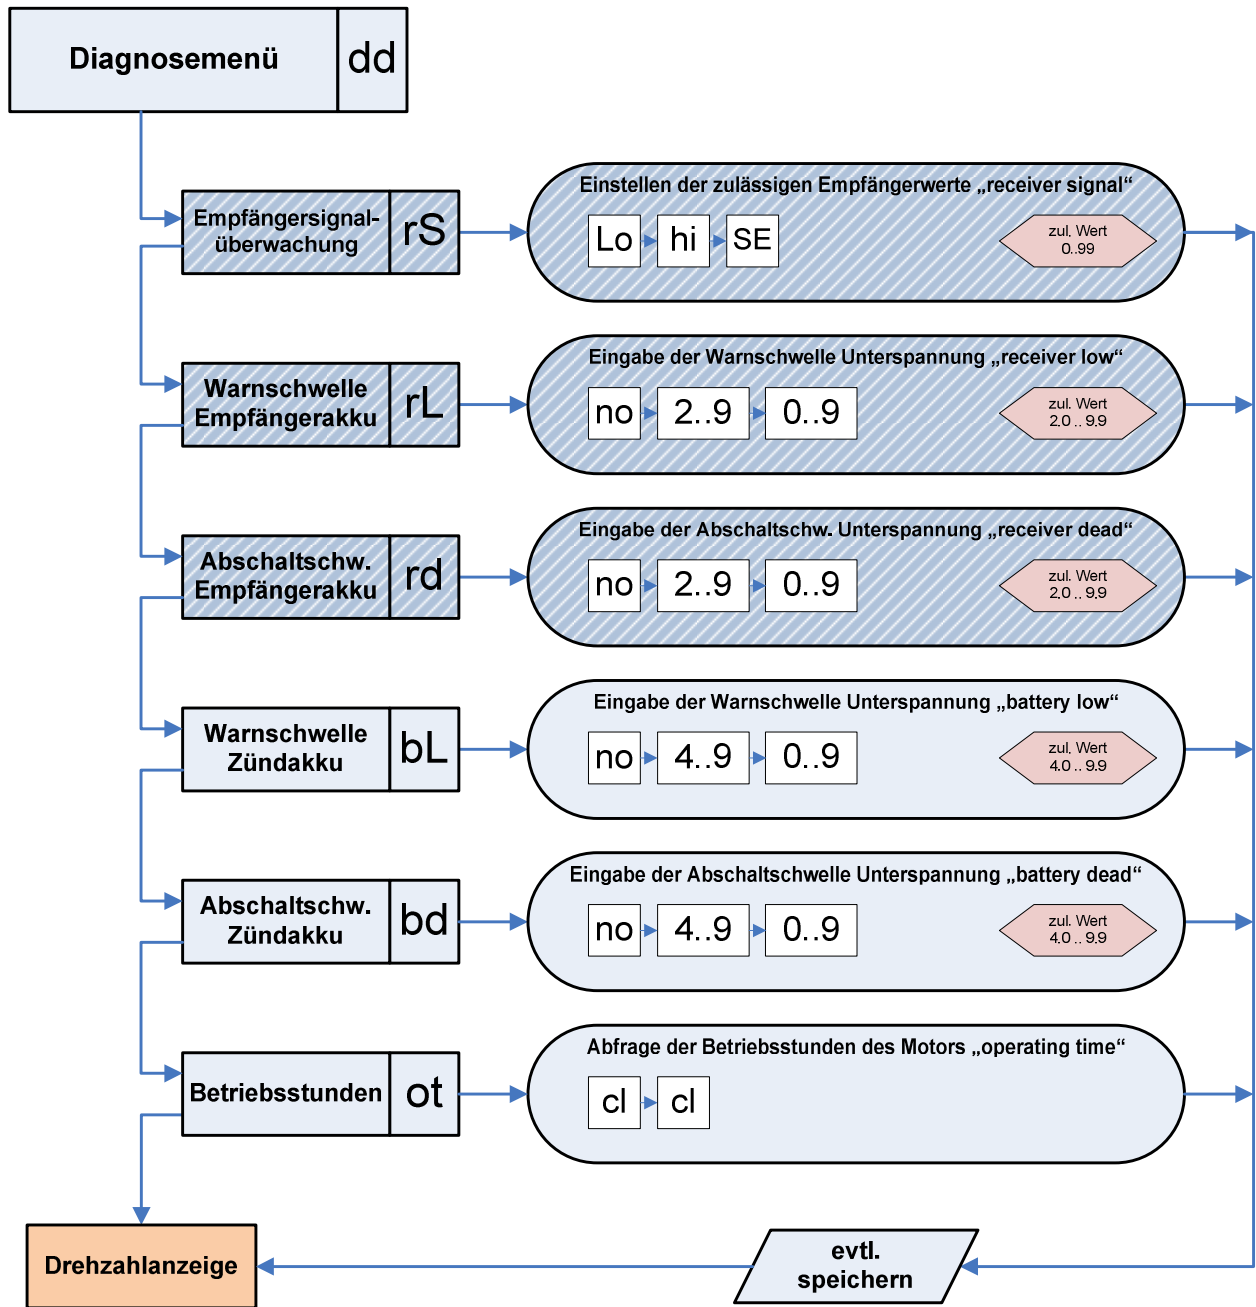 Diagnosemenü
dd
Empfängersignal-
überwachung
rS
Einstellen der zulässigen Empfängerwerte „receiver signal“
Lo
hi
SE
zul. Wert
0..99
Warnschwelle
Empfängerakku
rL
Eingabe der Warnschwelle Unterspannung „receiver low“
no
2..9
0..9
zul. Wert
2.0 .. 9.9
Abschaltschw.
Empfängerakku
rd
Eingabe der Abschaltschw. Unterspannung „receiver dead“
no
2..9
0..9
zul. Wert
2.0 .. 9.9
Warnschwelle
Zündakku
bL
Eingabe der Warnschwelle Unterspannung „battery low“
no
4..9
0..9
zul. Wert
4.0 .. 9.9
Abschaltschw.
Zündakku
bd
Eingabe der Abschaltschwelle Unterspannung „battery dead“
no
4..9
0..9
zul. Wert
4.0 .. 9.9
Betriebsstunden
ot
Abfrage der Betriebsstunden des Motors „operating time“
cl
cl
Drehzahlanzeige
evtl.
speichern